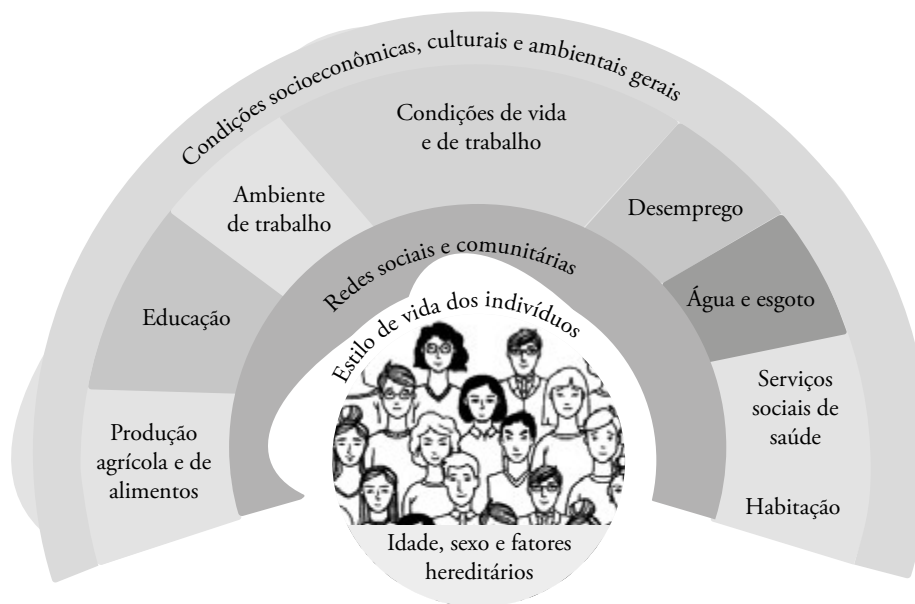 Condições socioeconômicas, culturais e ambientais gerais
Condições de vida
e de trabalho
Ambiente
de trabalho
Desemprego
Redes sociais e comunitárias
Educação
Água e esgoto
Estilo de vida dos indivíduos
Produção
agrícola e de
alimentos
Serviços
sociais de
saúde
Habitação
Idade, sexo e fatores
hereditários